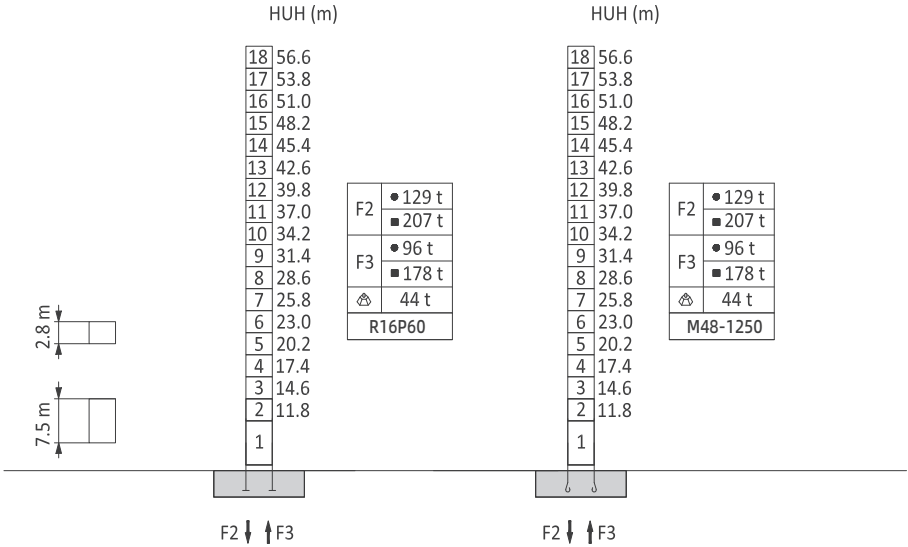 HUH (m)
18 56.6
17 53.8
16 51.0
15 48.2
14 45.4
13 42.6
12 39.8
11 37.0
10 34.2
9 31.4
8 28.6
7 25.8
6 23.0
5 20.2
4 17.4
3 14.6
2 11.8
1
F2
● 129 t
■ 207 t
F3
● 96 t
■ 178 t
44 t
R16P60
2.8 m
7.5 m
F2 F3
HUH (m)
18 56.6
17 53.8
16 51.0
15 48.2
14 45.4
13 42.6
12 39.8
11 37.0
10 34.2
9 31.4
8 28.6
7 25.8
6 23.0
5 20.2
4 17.4
3 14.6
2 11.8
1
F2
● 129 t
■ 207 t
F3
● 96 t
■ 178 t
44 t
M48-1250
F2 F3